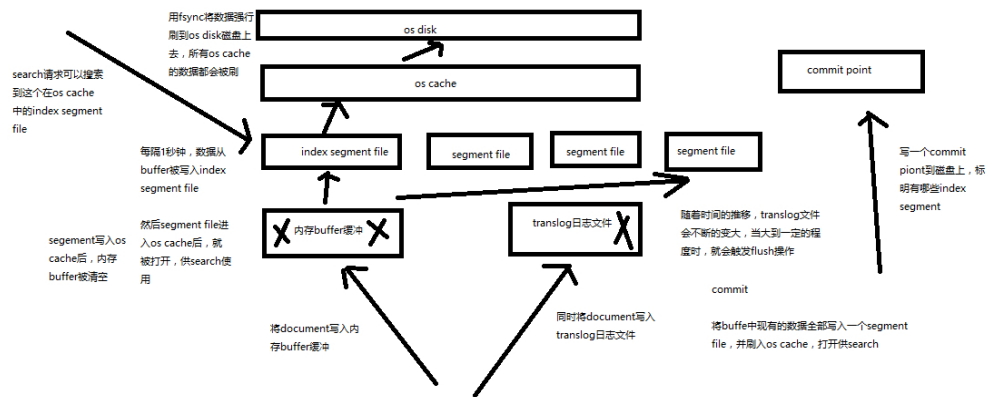 用fsync将数据强行
刷到os disk磁盘上
去，所有os cache
的数据都会被刷
os disk
os cache
commit point
search请求可以搜索
到这个在os cache
中的index segment
file
每隔1秒钟，数据从
buffer被写入index
segment file
index segment file
segment file
segment file
segment file
写一个commit
piont到磁盘上，标
明有哪些index
segment
segement写入os
cache后，内存
buffer被清空
然后segment file进
入os cache后，就
被打开，供search使
用
内存buffer缓冲
translog日志文件
随着时间的推移，translog文件
会不断的变大，当大到一定的程
度时，就会触发flush操作
commit
将buffe中现有的数据全部写入一个segment
file，并刷入os cache，打开供search
将document写入内
存buffer缓冲
同时将document写入
translog日志文件